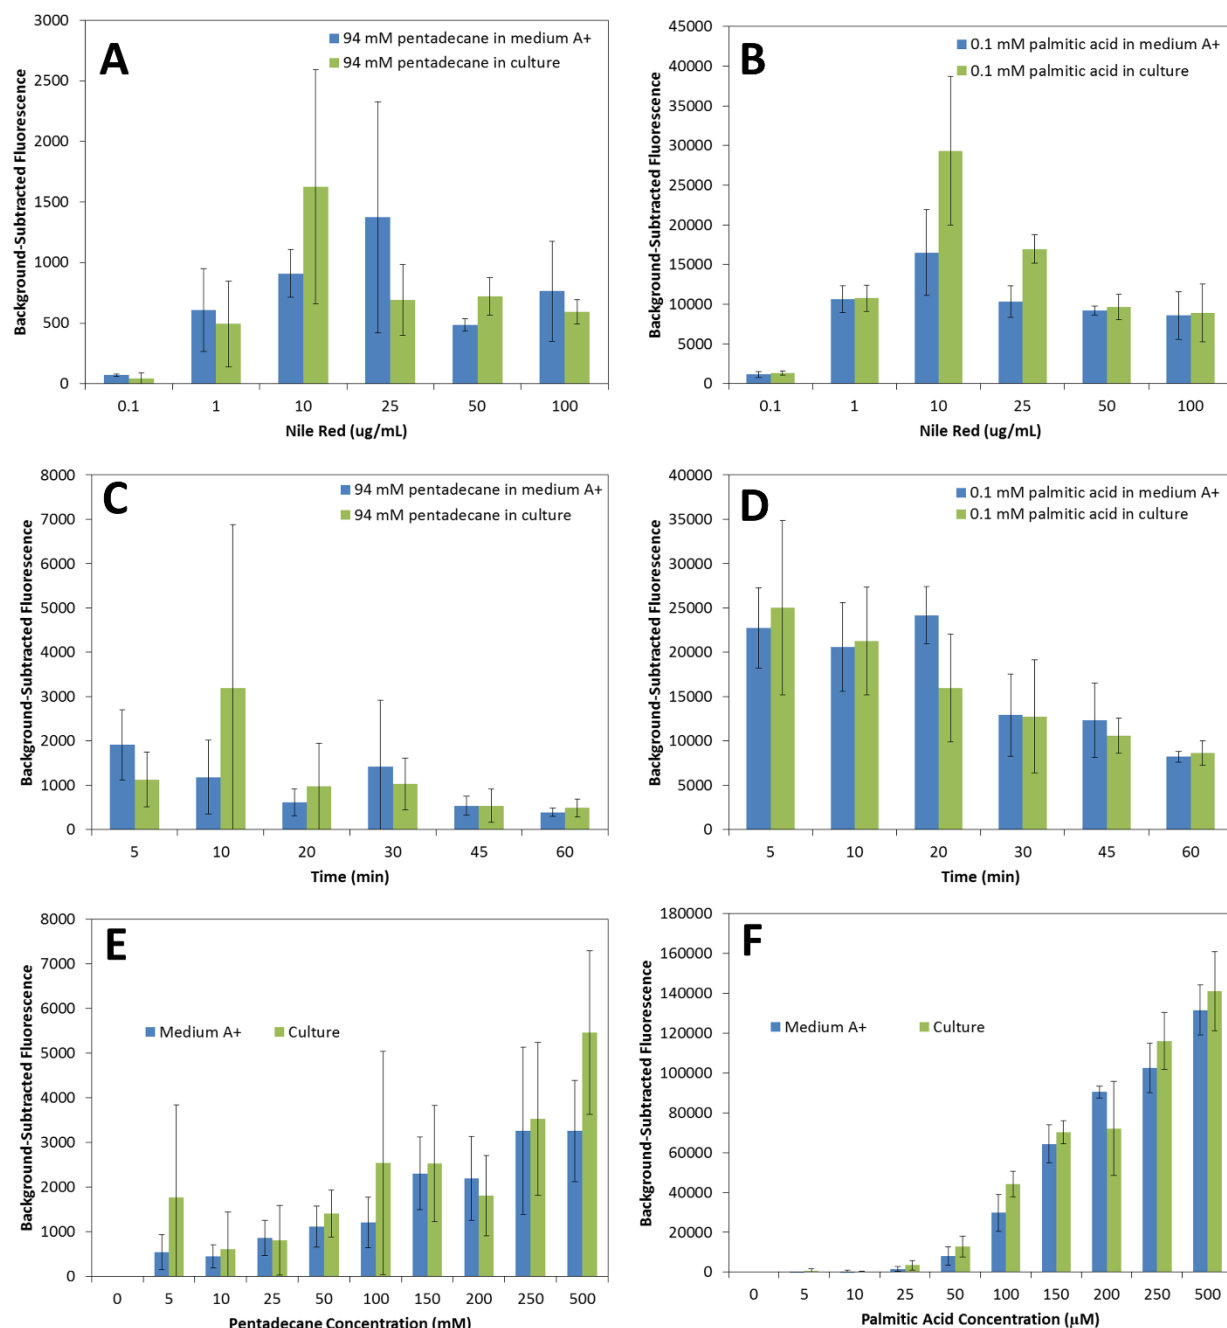 A
Background-Subtracted Fluorescence
3000
2500
2000
1500
1000
500
0
94 mM pentadecane in medium A+
94 mM pentadecane in culture
0.1 1 10 25 50 100
Nile Red (ug/mL)
B
Background-Subtracted Fluorescence
45000
40000
35000
30000
25000
20000
15000
10000
5000
0
0.1 mM palmitic acid in medium A+
0.1 mM palmitic acid in culture
0.1 1 10 25 50 100
Nile Red (ug/mL)
C
Background-Subtracted Fluorescence
8000
7000
6000
5000
4000
3000
2000
1000
0
94 mM pentadecane in medium A+
94 mM pentadecane in culture
5 10 20 30 45 60
Time (min)
D
Background-Subtracted Fluorescence
40000
35000
30000
25000
20000
15000
10000
5000
0
0.1 mM palmitic acid in medium A+
0.1 mM palmitic acid in culture
5 10 20 30 45 60
Time (min)
E
Background-Subtracted Fluorescence
8000
7000
6000
5000
4000
3000
2000
1000
0
Medium A+ Culture
0 5 10 25 50 100 150 200 250 500
Pentadecane Concentration (mM)
F
Background-Subtracted Fluorescence
180000
160000
140000
120000
100000
80000
60000
40000
20000
0
Medium A+ Culture
0 5 10 25 50 100 150 200 250 500
Palmitic Acid Concentration (μM)